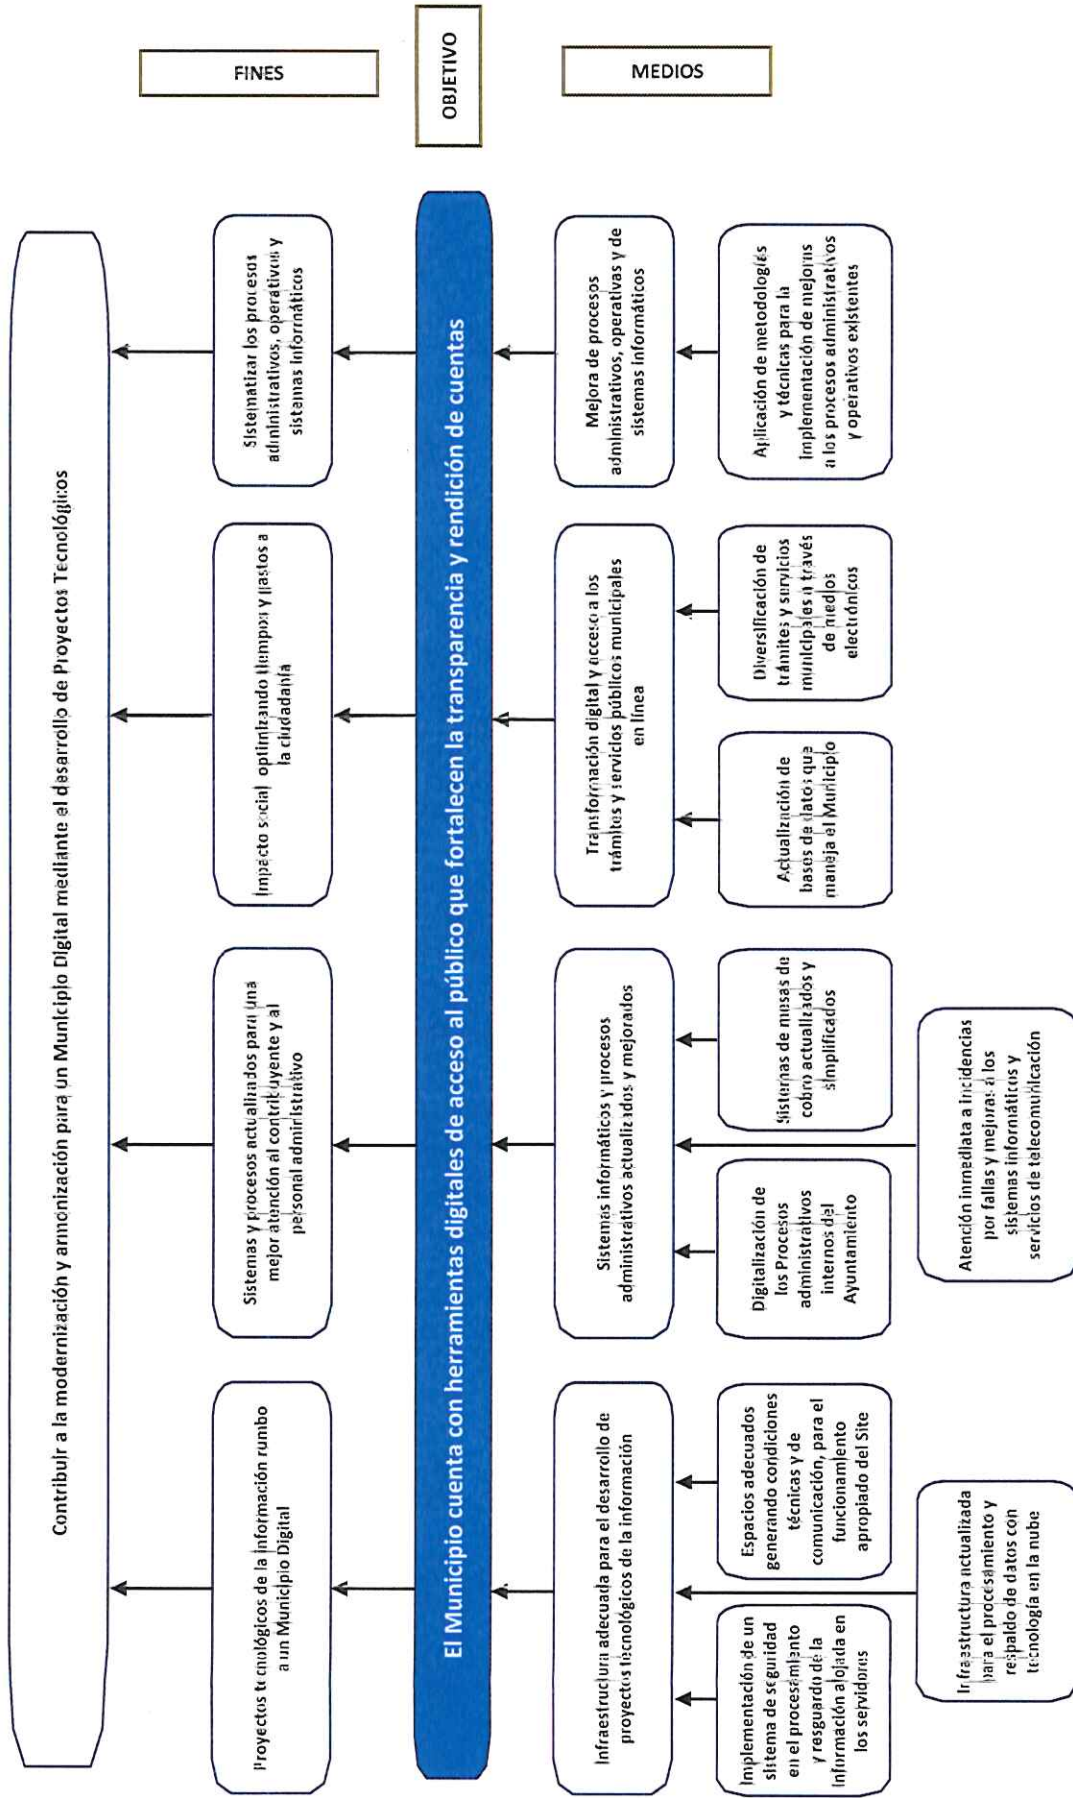 Contribuir a la modernización y armonización para un Municipio Digital mediante el desarrollo de Proyectos Tecnológicos
FINES
Proyectos tecnológicos de la información rumbo
a un Municipio Digital
Sistemas y procesos actualizados para una
mejor atención al contribuyente y al
personal administrativo
Impacto social optimizando tiempos y gastos a
la ciudadanía
Sistematizar los procesos
administrativos, operativos y
sistemas informáticos
OBJETIVO
El Municipio cuenta con herramientas digitales de acceso al público que fortalecen la transparencia y rendición de cuentas
MEDIOS
Infraestructura adecuada para el desarrollo de
proyectos tecnológicos de la información
Sistemas informáticos y procesos
administrativos actualizados y mejorados
Transformación digital y acceso a los
trámites y servicios públicos municipales
en línea
Mejora de procesos
administrativos, operativas y de
sistemas informáticos
Implementación de un
sistema de seguridad
en el procesamiento
y resguardo de la
información alojada en
los servidores
Espacios adecuados
generando condiciones
técnicas y de
comunicación, para el
funcionamiento
apropiado del Site
Digitalización de
los Procesos
administrativos
internos del
Ayuntamiento
Sistemas de mesas de
cobro actualizados y
simplificados
Actualización de
bases de datos que
maneja el Municipio
Diversificación de
trámites y servicios
municipales a través
de medios
electrónicos
Aplicación de metodologías
y técnicas para la
implementación de mejoras
a los procesos administrativos
y operativos existentes
Infraestructura actualizada
para el procesamiento y
respaldo de datos con
tecnología en la nube
Atención inmediata a incidencias
por fallas y mejoras a los
sistemas informáticos y
servicios de telecomunicación